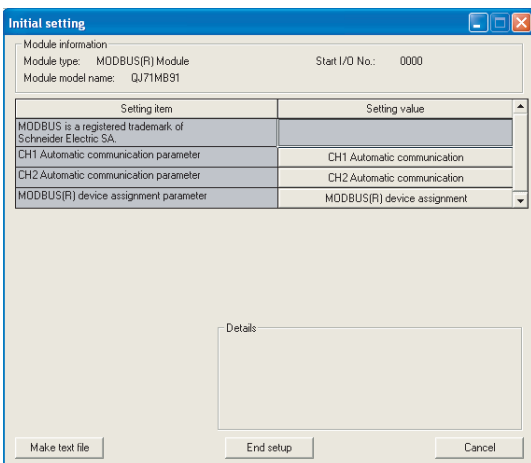 Initial setting
Module information
Module type: MODBUS(R) Module Start I/O No.: 0000
Module model name: QJ71MB91
Setting item Setting value
MODBUS is a registered trademark of
Schneider Electric SA.
CH1 Automatic communication parameter CH1 Automatic communication
CH2 Automatic communication parameter CH2 Automatic communication
MODBUS(R) device assignment parameter MODBUS(R) device assignment
Details
Make text file End setup Cancel